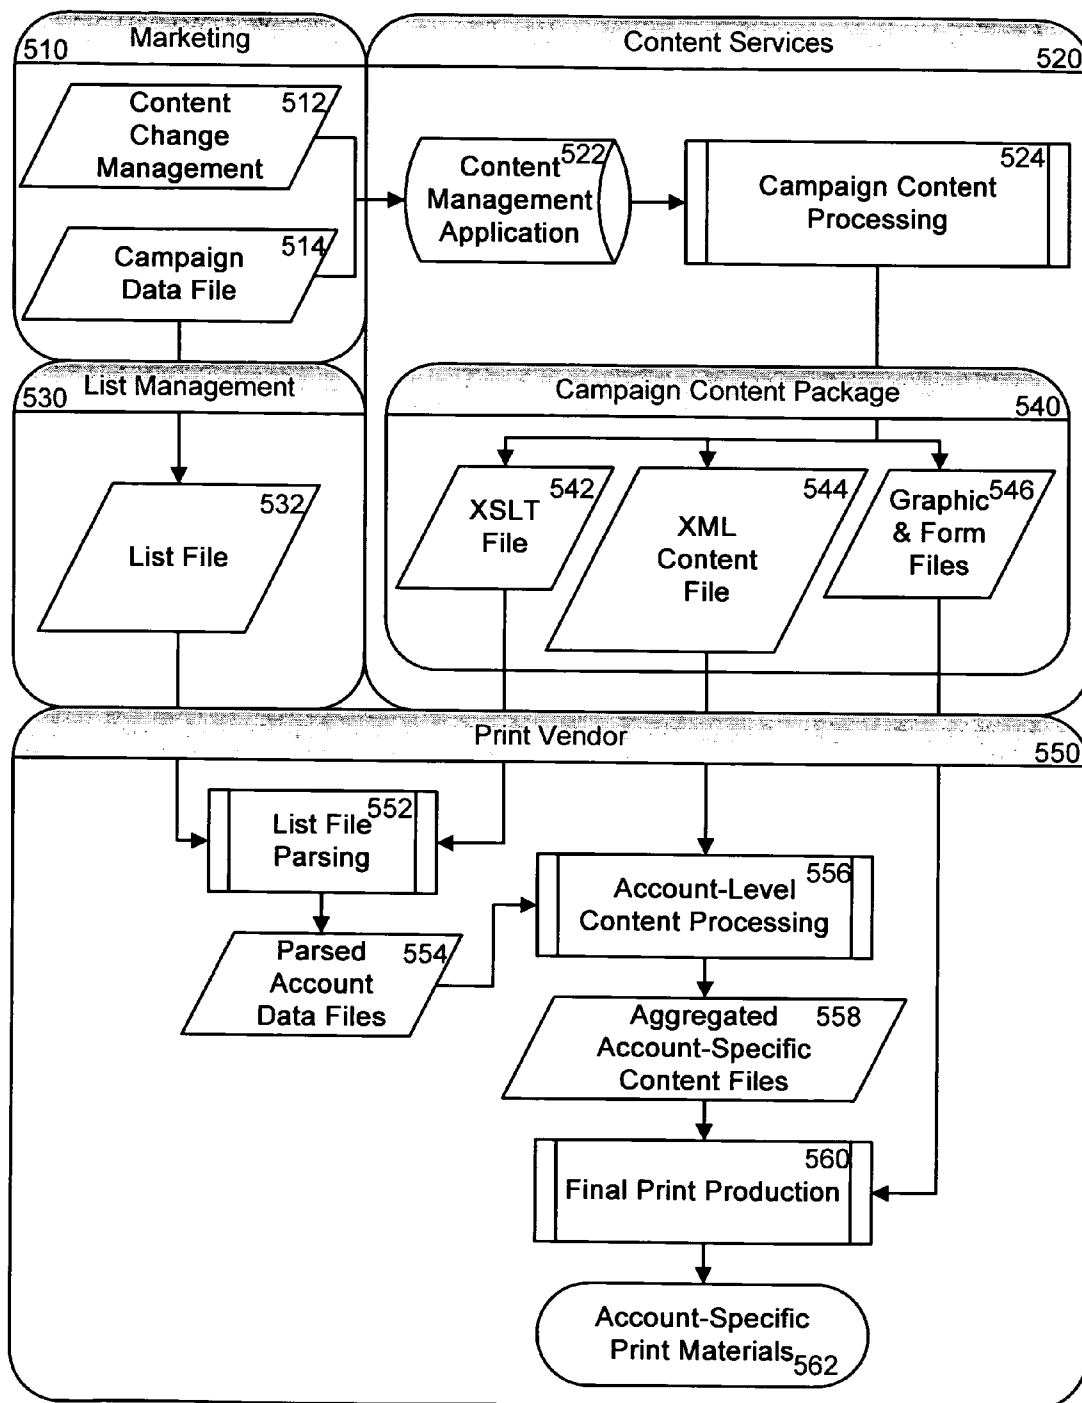 Marketing
510
Content Services
520
Content
Change
Management
512
Campaign
Data File
514
Content
Management
Application
522
Campaign Content
Processing
524
List Management
530
List File
532
Campaign Content Package
540
XSLT
File
542
XML
Content
File
544
Graphic
& Form
Files
546
Print Vendor
550
List File
Parsing
552
Parsed
Account
Data Files
554
Account-Level
Content Processing
556
Aggregated
Account-Specific
Content Files
558
Final Print Production
560
Account-Specific
Print Materials
562